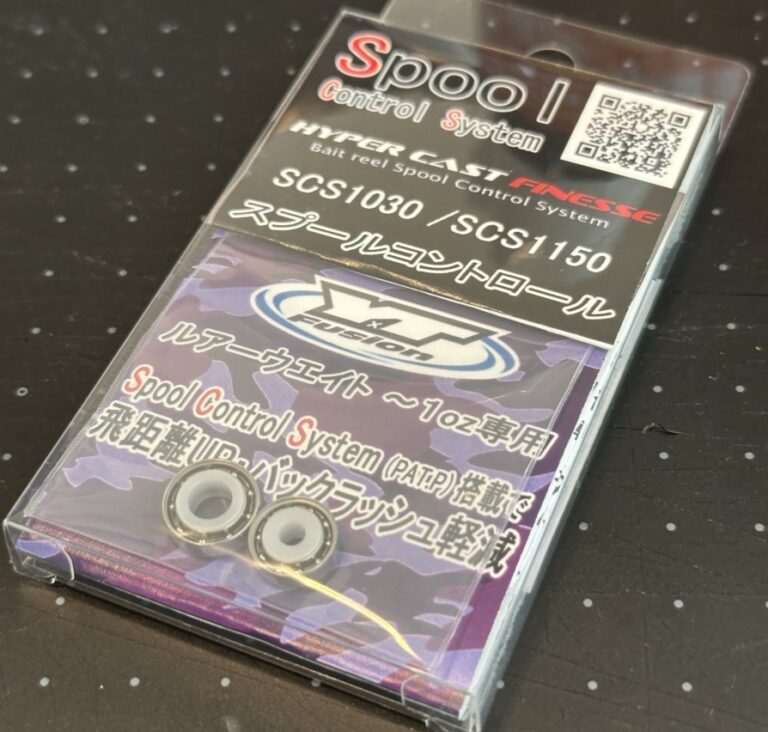 Spool
Control System
HYPER CAST FINESSE
Bait reel Spool Control System
SCS1030 /SCS1150
スプールコントロール
YT
Fusion
ルアーウエイト ～1oz専用
Spool Control System (PAT.P) 搭載で
飛距離UP・バックラッシュ軽減